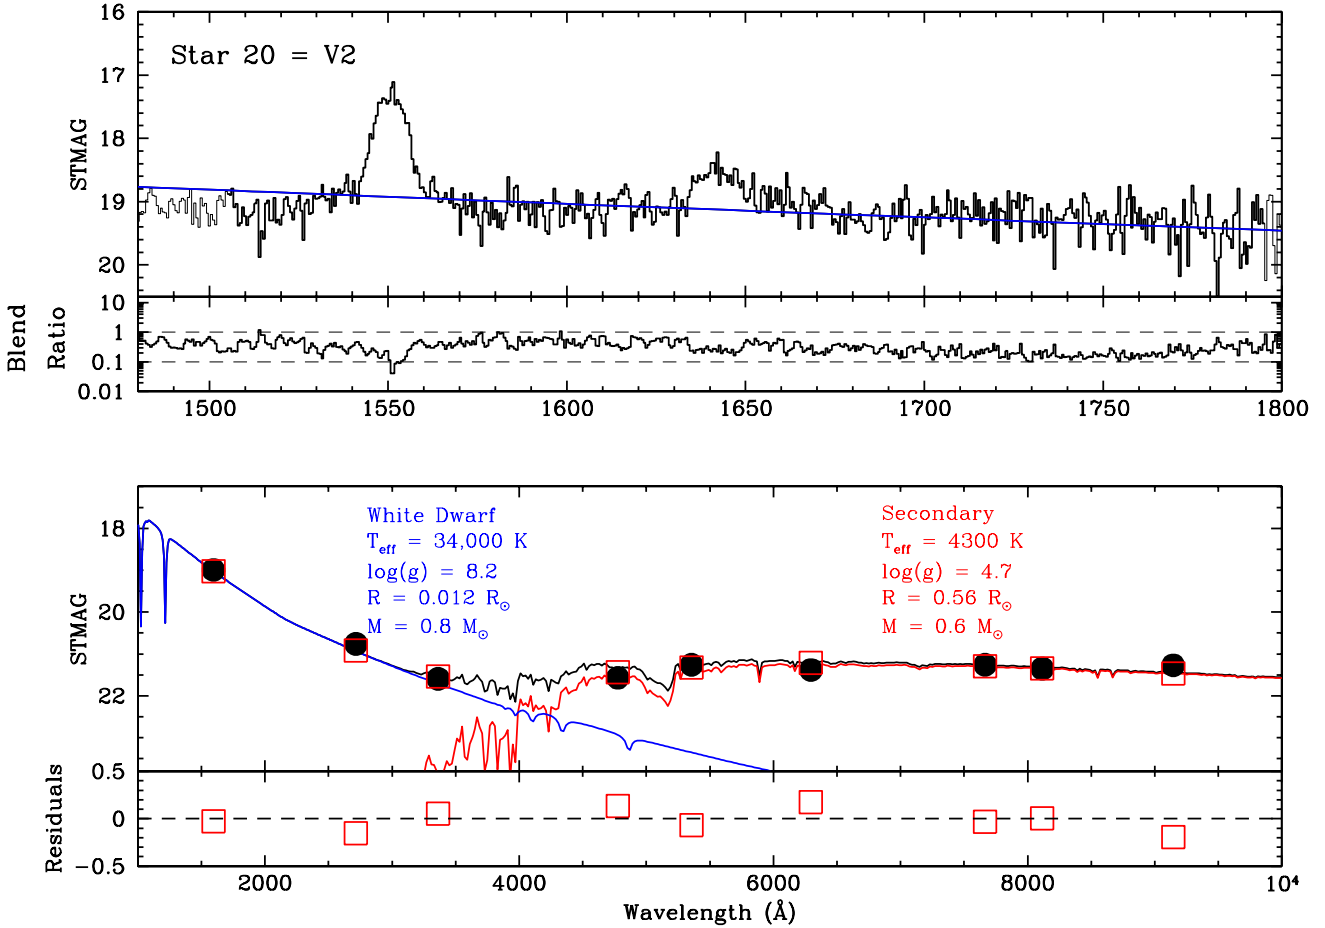 16
Star 20 = V2
17
18
19
20
STMAG
10
1
0.1
0.01
Blend
Ratio
1500 1550 1600 1650 1700 1750 1800
18
20
22
STMAG
White Dwarf
Teff = 34,000 K
log(g) = 8.2
R = 0.012 R⊙
M = 0.8 M⊙
Secondary
Teff = 4300 K
log(g) = 4.7
R = 0.56 R⊙
M = 0.6 M⊙
0.5
0
−0.5
Residuals
2000 4000 6000 8000 10⁴
Wavelength (Å)